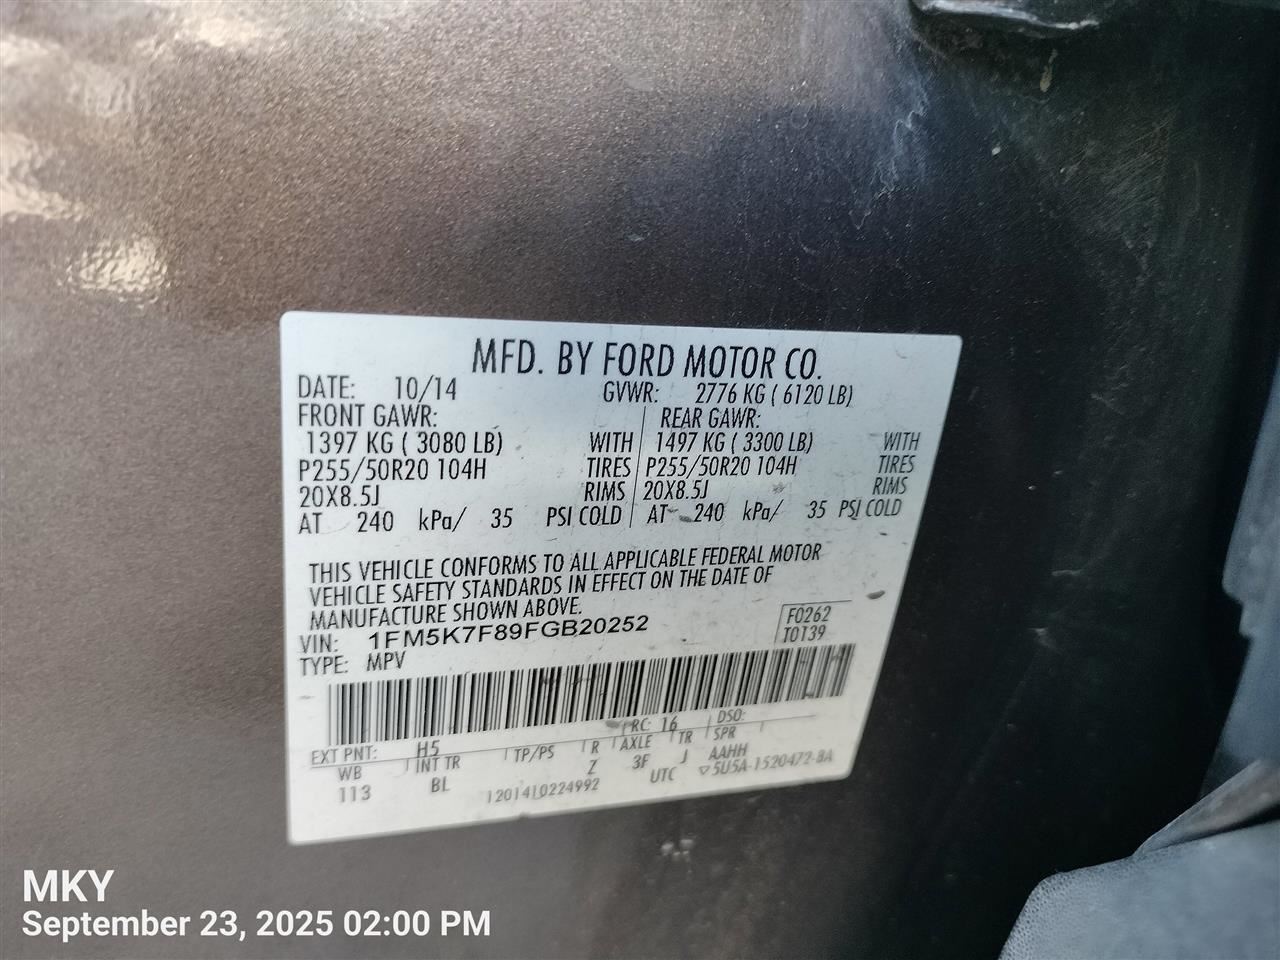 MFD. BY FORD MOTOR CO.
DATE: 10/14 GVWR: 2776 KG ( 6120 LB)
FRONT GAWR: REAR GAWR:
1397 KG ( 3080 LB) WITH 1497 KG ( 3300 LB) WITH
P255/50R20 104H TIRES P255/50R20 104H TIRES
20X8.5J RIMS 20X8.5J RIMS
AT 240 kPa/ 35 PSI COLD AT 240 kPa/ 35 PSI COLD
THIS VEHICLE CONFORMS TO ALL APPLICABLE FEDERAL MOTOR
VEHICLE SAFETY STANDARDS IN EFFECT ON THE DATE OF
MANUFACTURE SHOWN ABOVE.
VIN: 1FM5K7F89FGB20252 F0262
TYPE: MPV T0139
EXT PNT: H5 RC: 16 DSO:
WB INT TR TP/PS R AXLE TR SPR
113 BL Z 3F J AAHH
1201410224992 UTC ▽5U5A-1520472-BA
MKY
September 23, 2025 02:00 PM